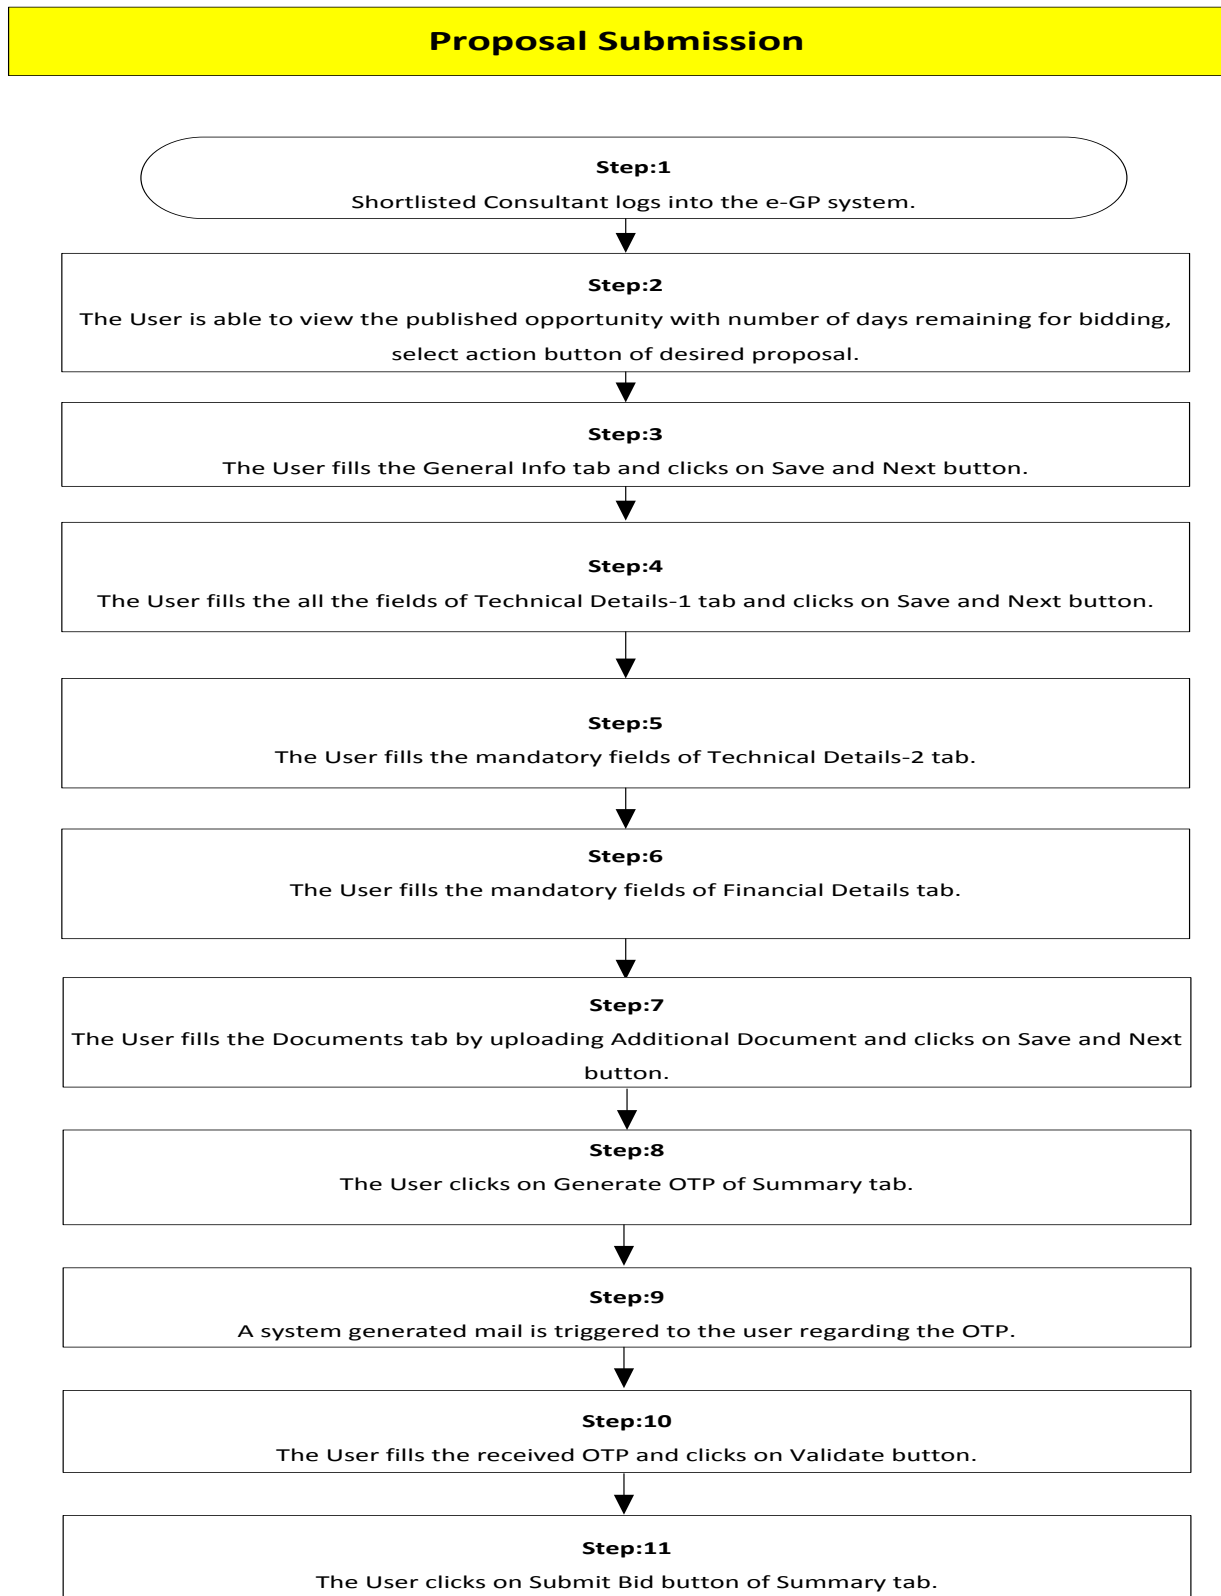 Proposal Submission
Step:1
Shortlisted Consultant logs into the e-GP system.
Step:2
The User is able to view the published opportunity with number of days remaining for bidding,
select action button of desired proposal.
Step:3
The User fills the General Info tab and clicks on Save and Next button.
Step:4
The User fills the all the fields of Technical Details-1 tab and clicks on Save and Next button.
Step:5
The User fills the mandatory fields of Technical Details-2 tab.
Step:6
The User fills the mandatory fields of Financial Details tab.
Step:7
The User fills the Documents tab by uploading Additional Document and clicks on Save and Next
button.
Step:8
The User clicks on Generate OTP of Summary tab.
Step:9
A system generated mail is triggered to the user regarding the OTP.
Step:10
The User fills the received OTP and clicks on Validate button.
Step:11
The User clicks on Submit Bid button of Summary tab.